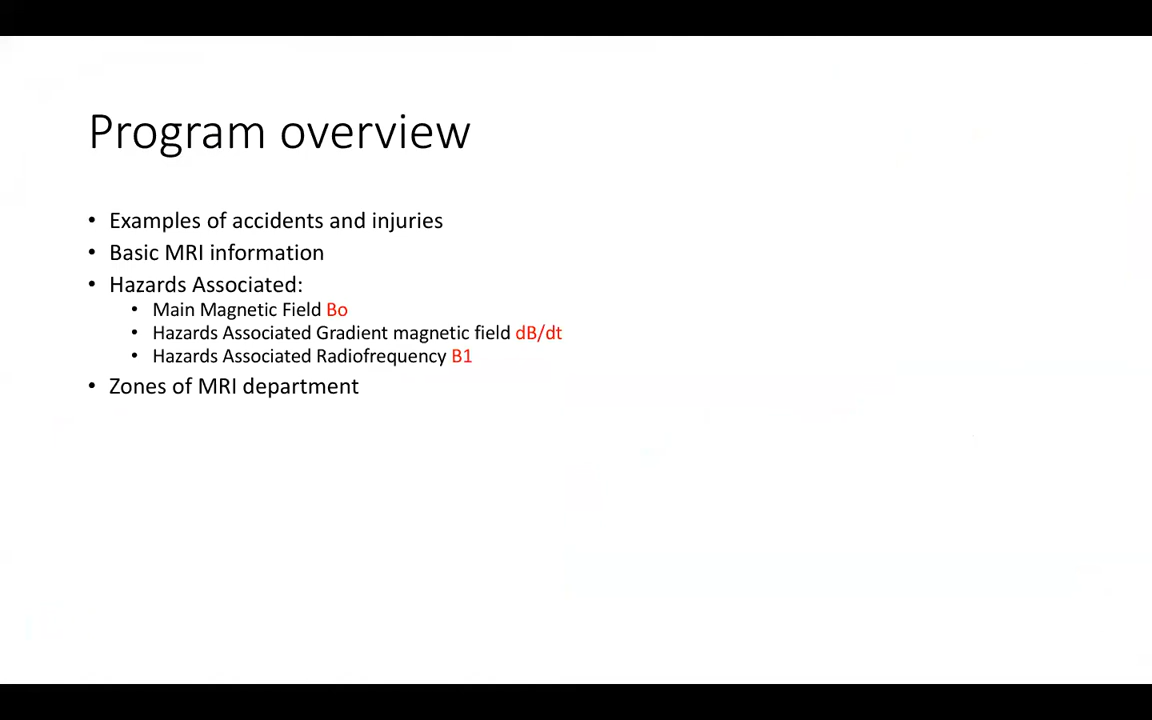 Program overview
• Examples of accidents and injuries
• Basic MRI information
• Hazards Associated:
• Main Magnetic Field Bo
• Hazards Associated Gradient magnetic field dB/dt
• Hazards Associated Radiofrequency B1
• Zones of MRI department